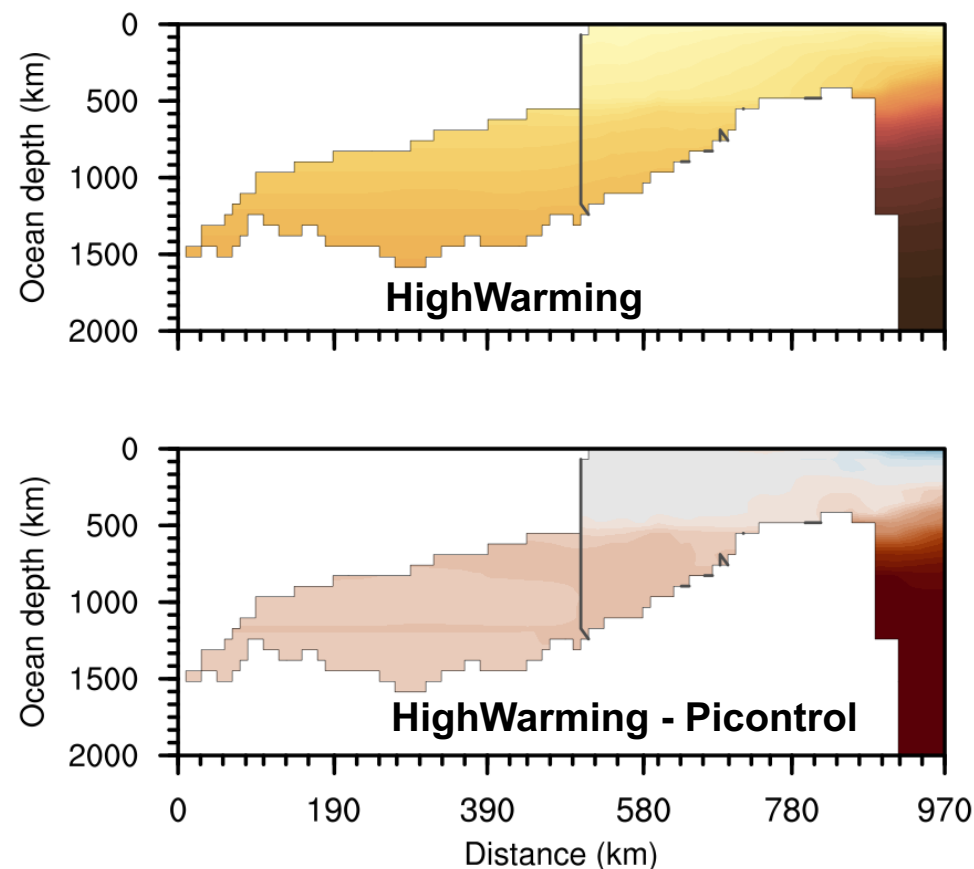 Ocean depth (km)
0
500
1000
1500
2000
HighWarming
Ocean depth (km)
0
500
1000
1500
2000
HighWarming - Picontrol
0 190 390 580 780 970
Distance (km)